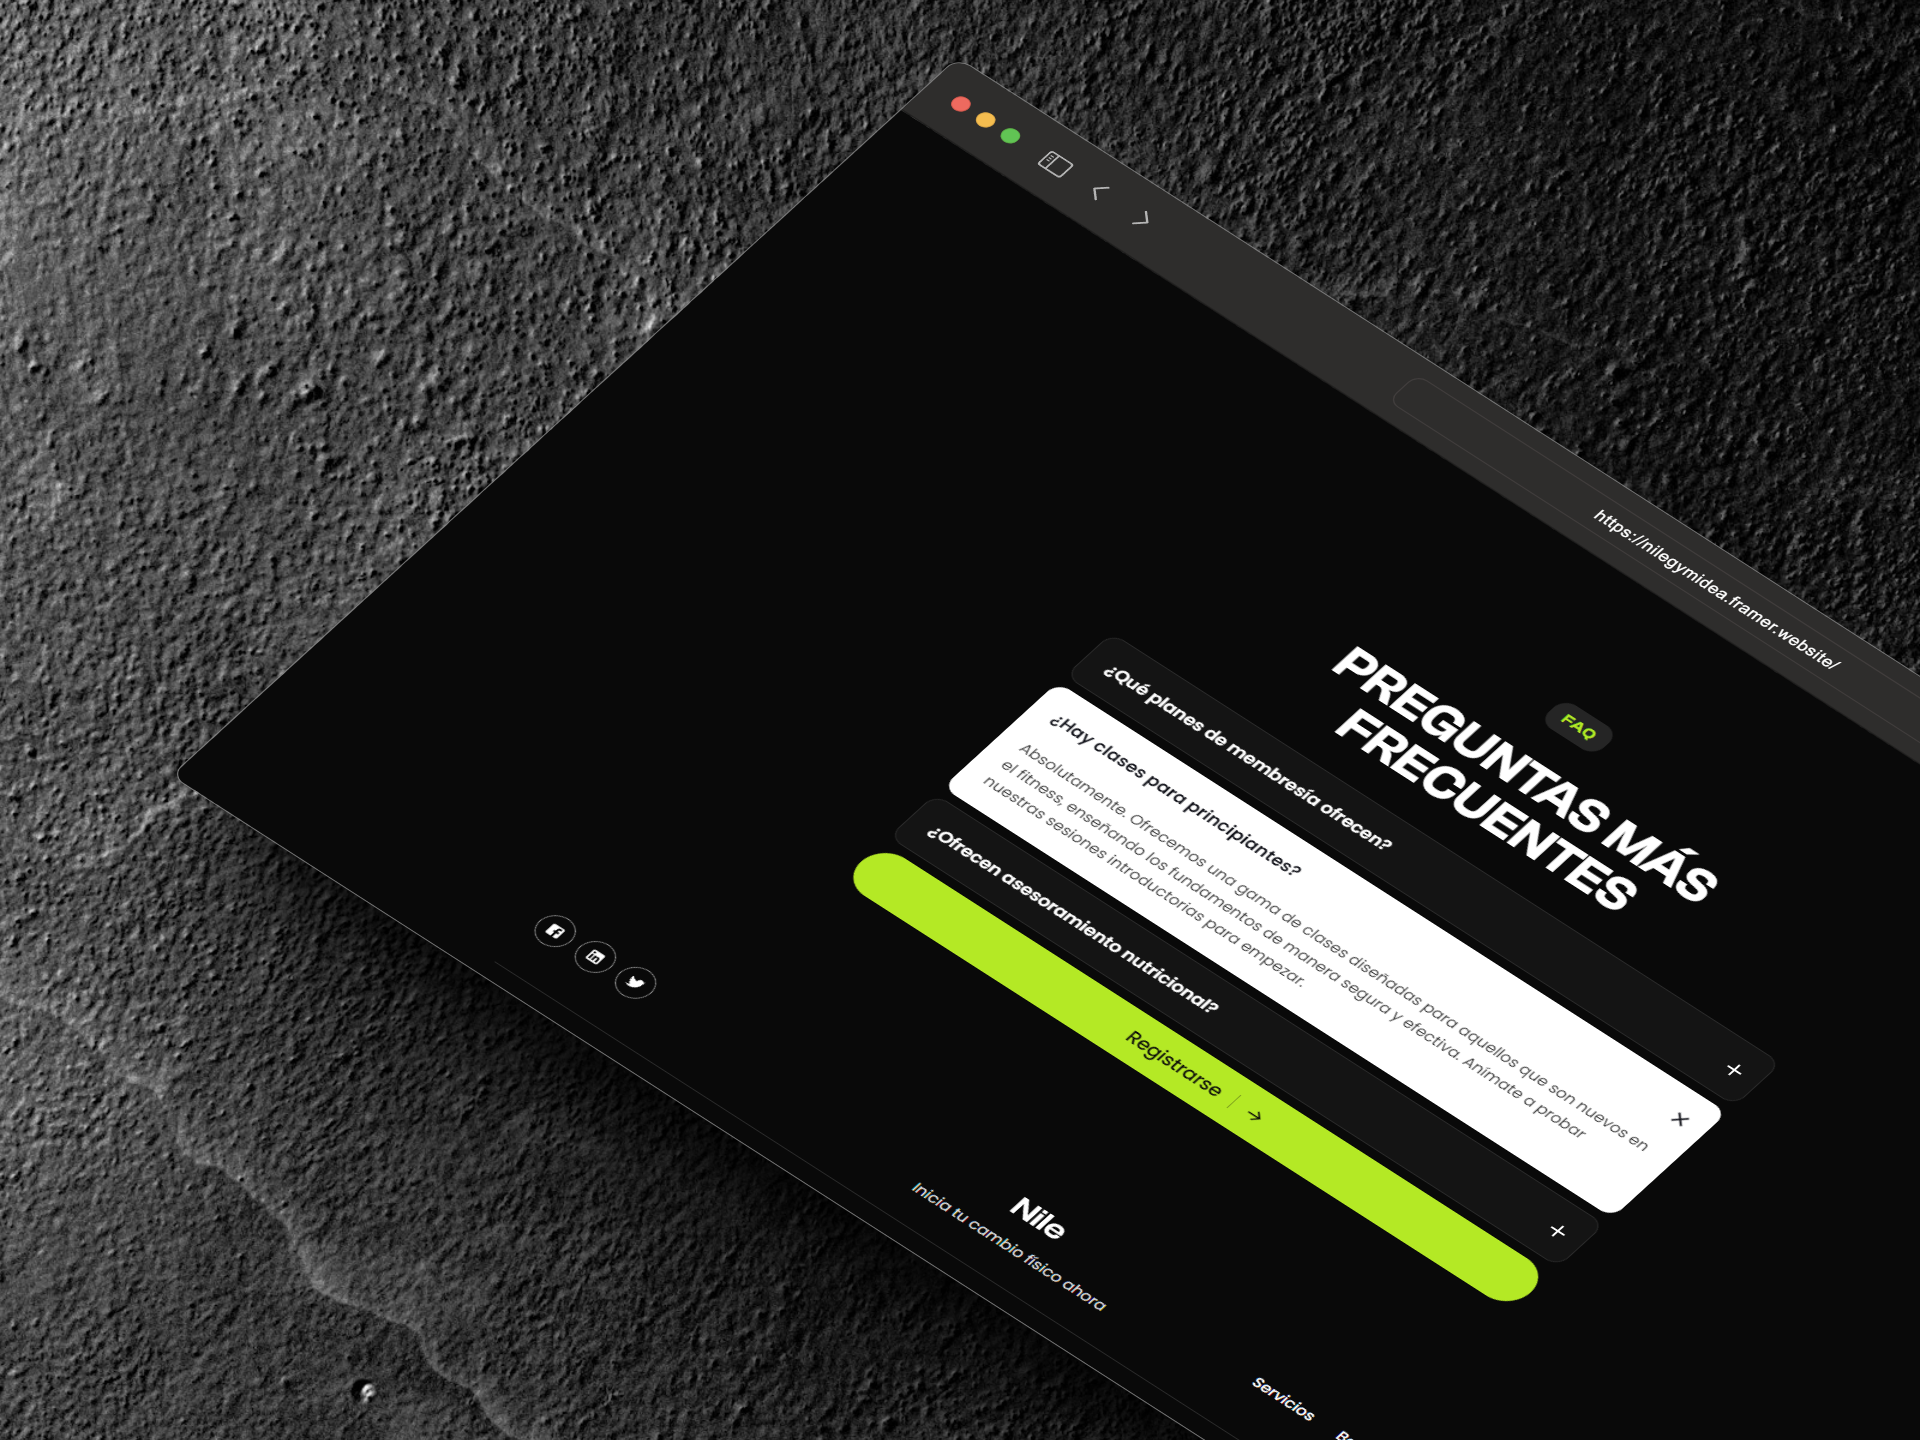 https://nilegymidea.framer.website/
FAQ
PREGUNTAS MÁS
FRECUENTES
¿Qué planes de membresía ofrecen?
¿Hay clases para principiantes?
Absolutamente. Ofrecemos una gama de clases diseñadas para aquellos que son nuevos en
el fitness, enseñando los fundamentos de manera segura y efectiva. Anímate a probar
nuestras sesiones introductorias para empezar.
¿Ofrecen asesoramiento nutricional?
Registrarse
Nile
Inicia tu cambio físico ahora
Servicios